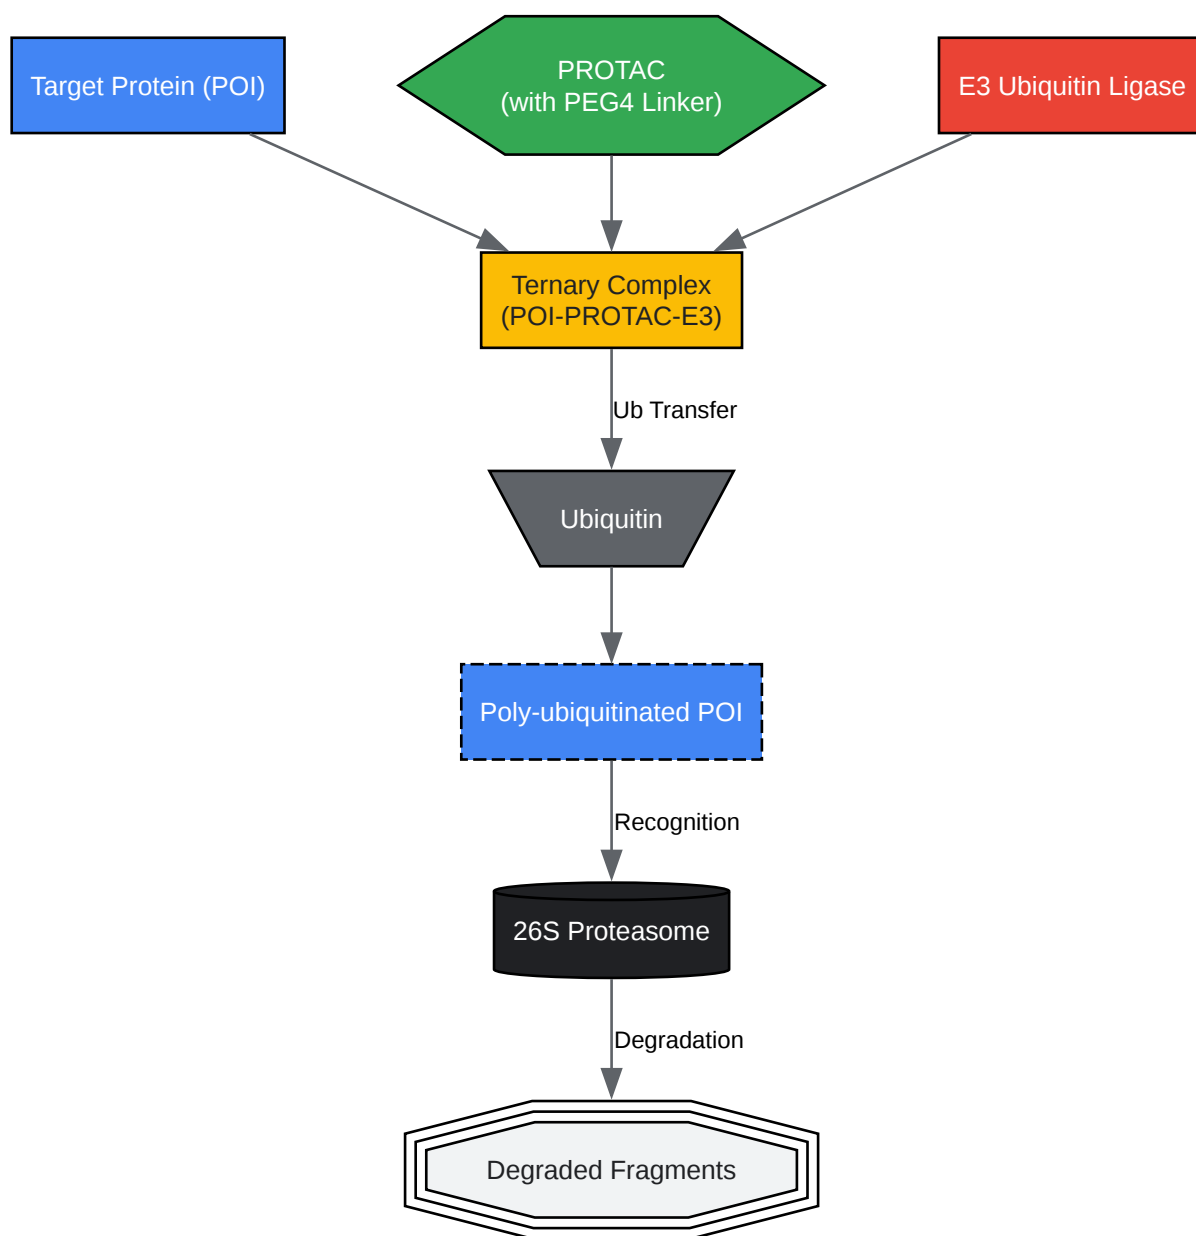 Target Protein (POI)
PROTAC
(with PEG4 Linker)
E3 Ubiquitin Ligase
Ternary Complex
(POI-PROTAC-E3)
Ub Transfer
Ubiquitin
Poly-ubiquitinated POI
Recognition
26S Proteasome
Degradation
Degraded Fragments